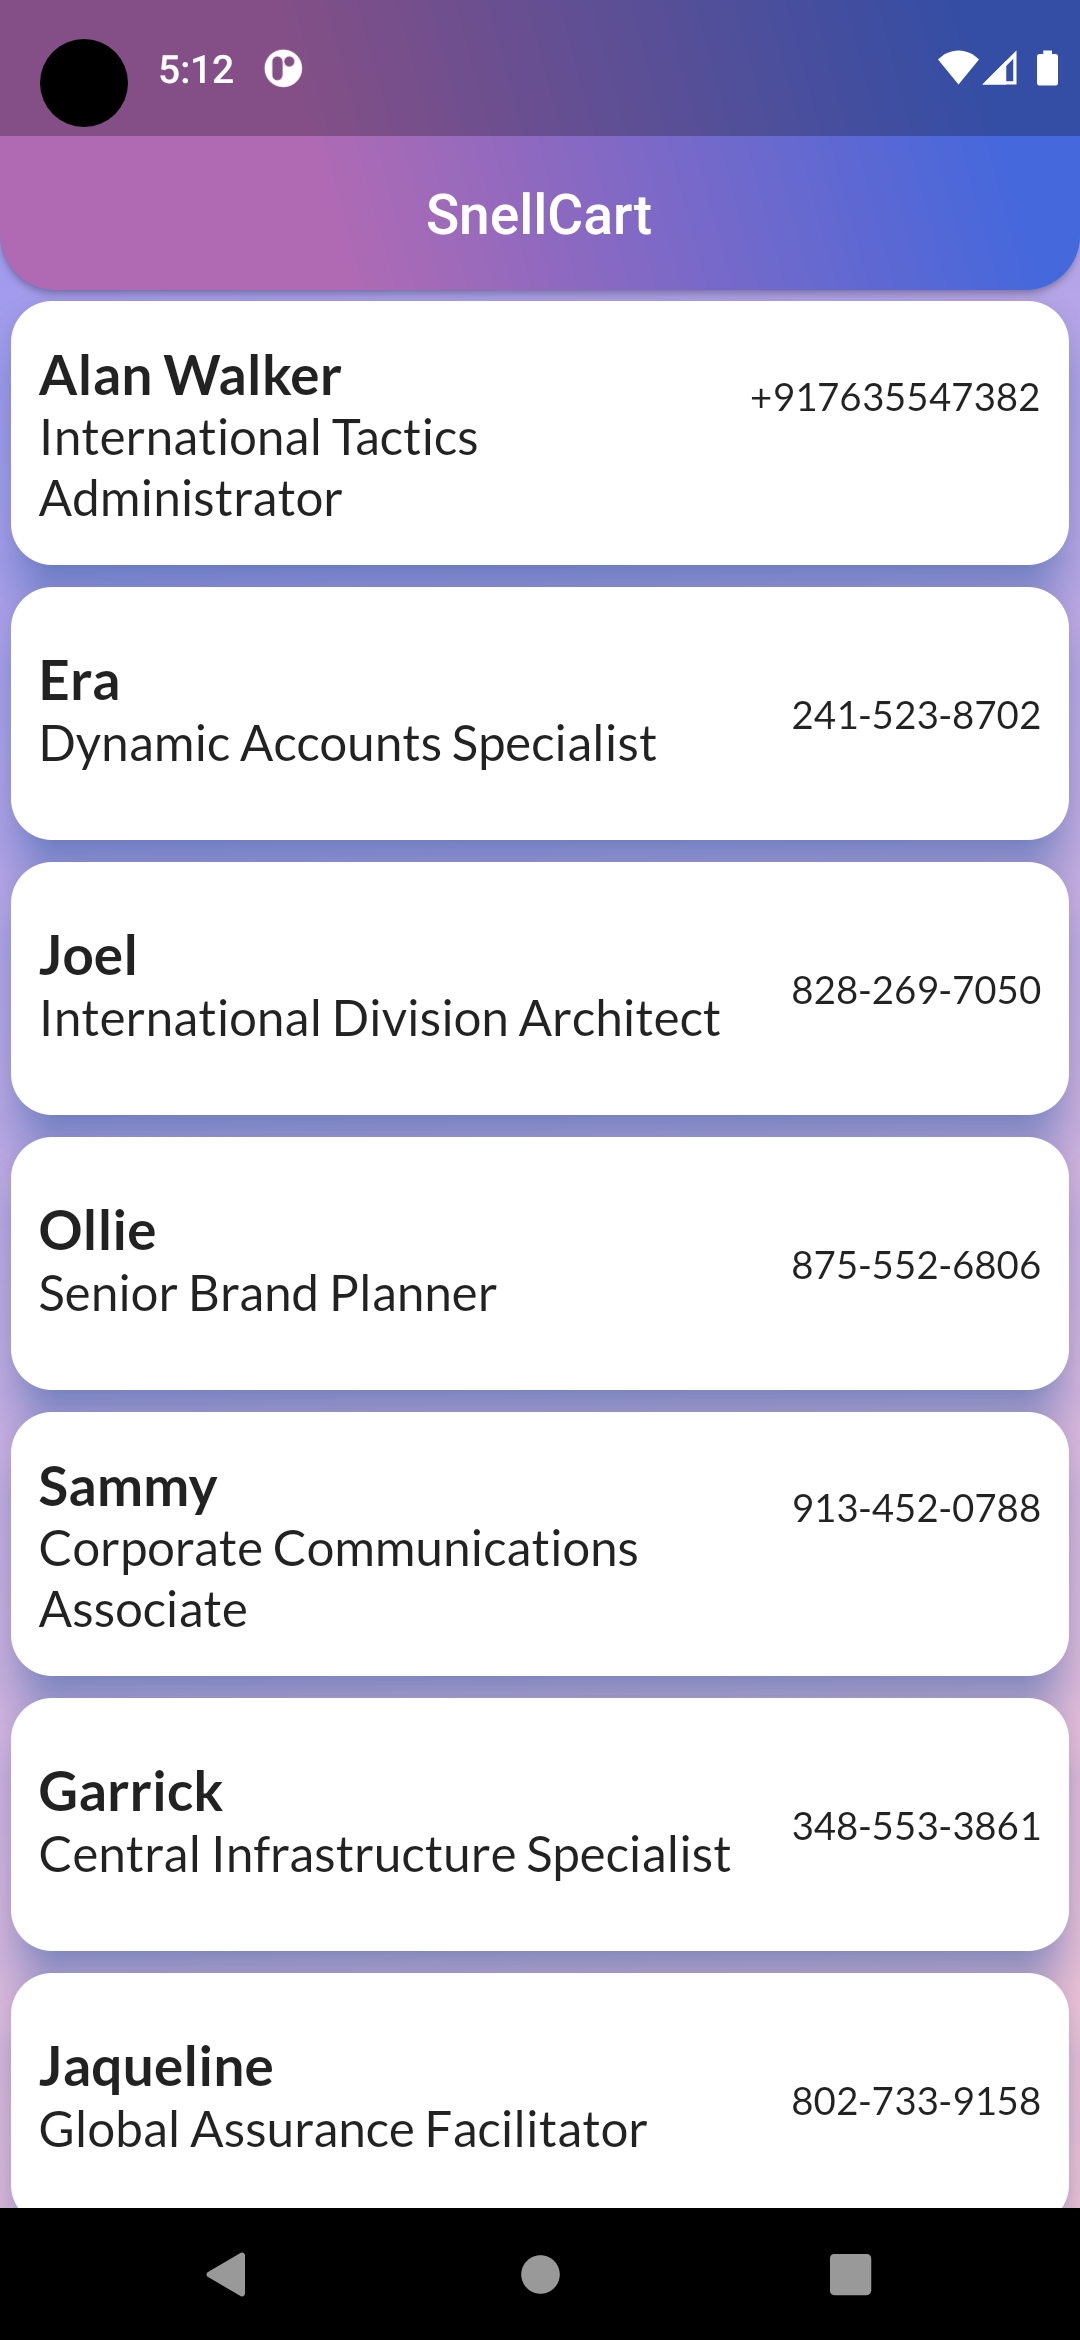 5:12
SnellCart
Alan Walker
+917635547382
International Tactics
Administrator
Era
241-523-8702
Dynamic Accounts Specialist
Joel
828-269-7050
International Division Architect
Ollie
875-552-6806
Senior Brand Planner
Sammy
913-452-0788
Corporate Communications
Associate
Garrick
348-553-3861
Central Infrastructure Specialist
Jaqueline
802-733-9158
Global Assurance Facilitator